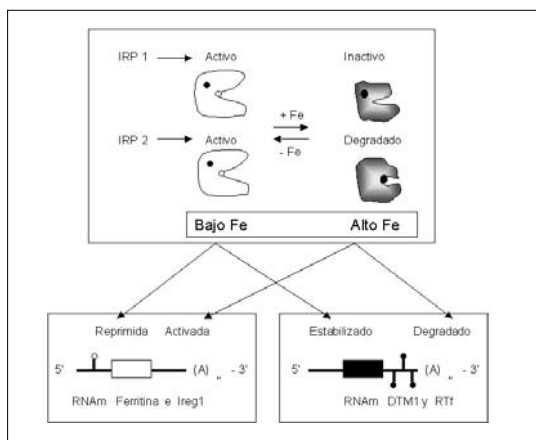 IRP 1 Activo Inactivo
+ Fe
IRP 2 Activo Degradado
- Fe
Bajo Fe Alto Fe
Reprimida Activada
5' (A) n - 3'
RNAm Ferritina e Ireg1
Estabilizado Degradado
5' (A) n - 3'
RNAm DTM1 y RTf